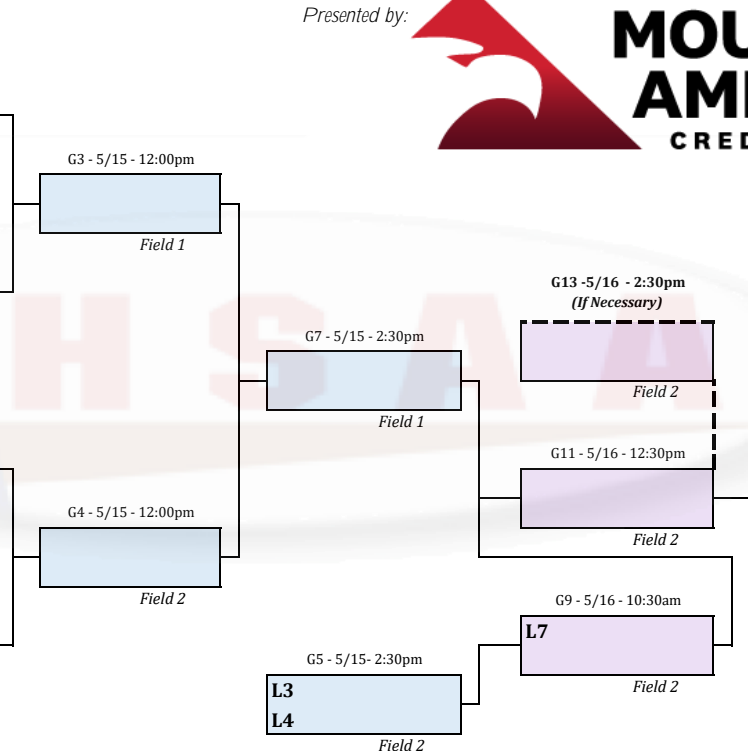 Presented by:
MOU
AMI
CRED
G3 - 5/15 - 12:00pm
Field 1
G13 -5/16 - 2:30pm
(If Necessary)
HSAA
G7 - 5/15 - 2:30pm
Field 2
Field 1
G11 - 5/16 - 12:30pm
G4 - 5/15 - 12:00pm
Field 2
Field 2
G9 - 5/16 - 10:30am
L7
G5 - 5/15- 2:30pm
Field 2
L3
L4
Field 2